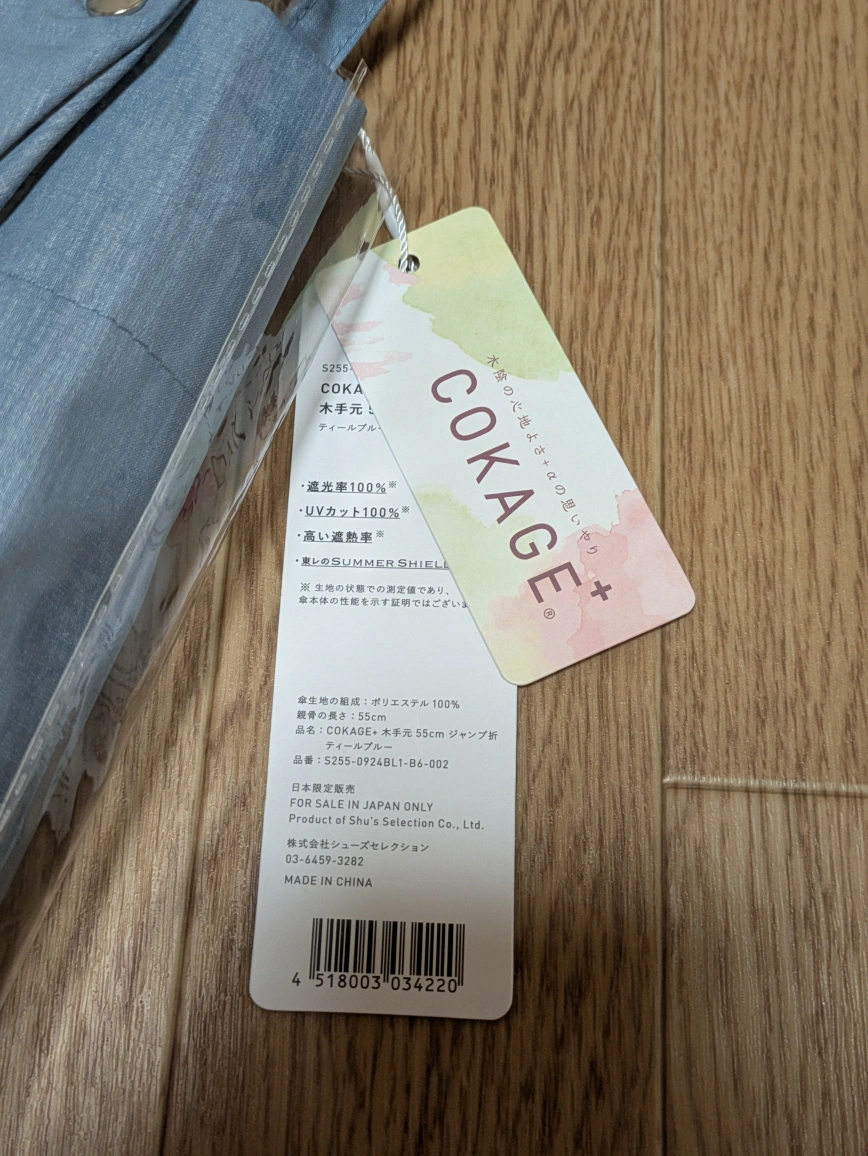 木陰の心地よさ+αの思いやり
COKAGE+®
S255-
COKA
木手元 5
ティールブルー
・遮光率100%※
・UVカット100%※
・高い遮熱率※
・東レのSUMMER SHIEL
※ 生地の状態での測定値であり、
傘本体の性能を示す証明ではございま
傘生地の組成：ポリエステル 100%
親骨の長さ：55cm
品名：COKAGE+ 木手元 55cm ジャンプ折
ティールブルー
品番：S255-0924BL1-B6-002
日本限定販売
FOR SALE IN JAPAN ONLY
Product of Shu's Selection Co., Ltd.
株式会社シューズセレクション
03-6459-3282
MADE IN CHINA
4 518003 034220